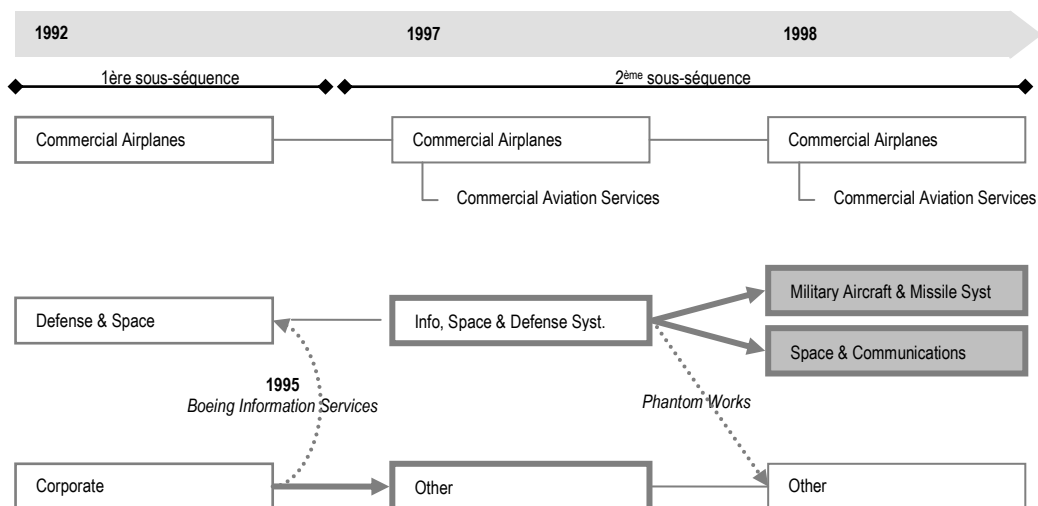 1992 1997 1998
1ère sous-séquence 2ème sous-séquence
Commercial Airplanes Commercial Airplanes Commercial Airplanes
Commercial Aviation Services Commercial Aviation Services
Military Aircraft & Missile Syst
Defense & Space Info, Space & Defense Syst.
Space & Communications
1995
Boeing Information Services Phantom Works
Corporate Other Other